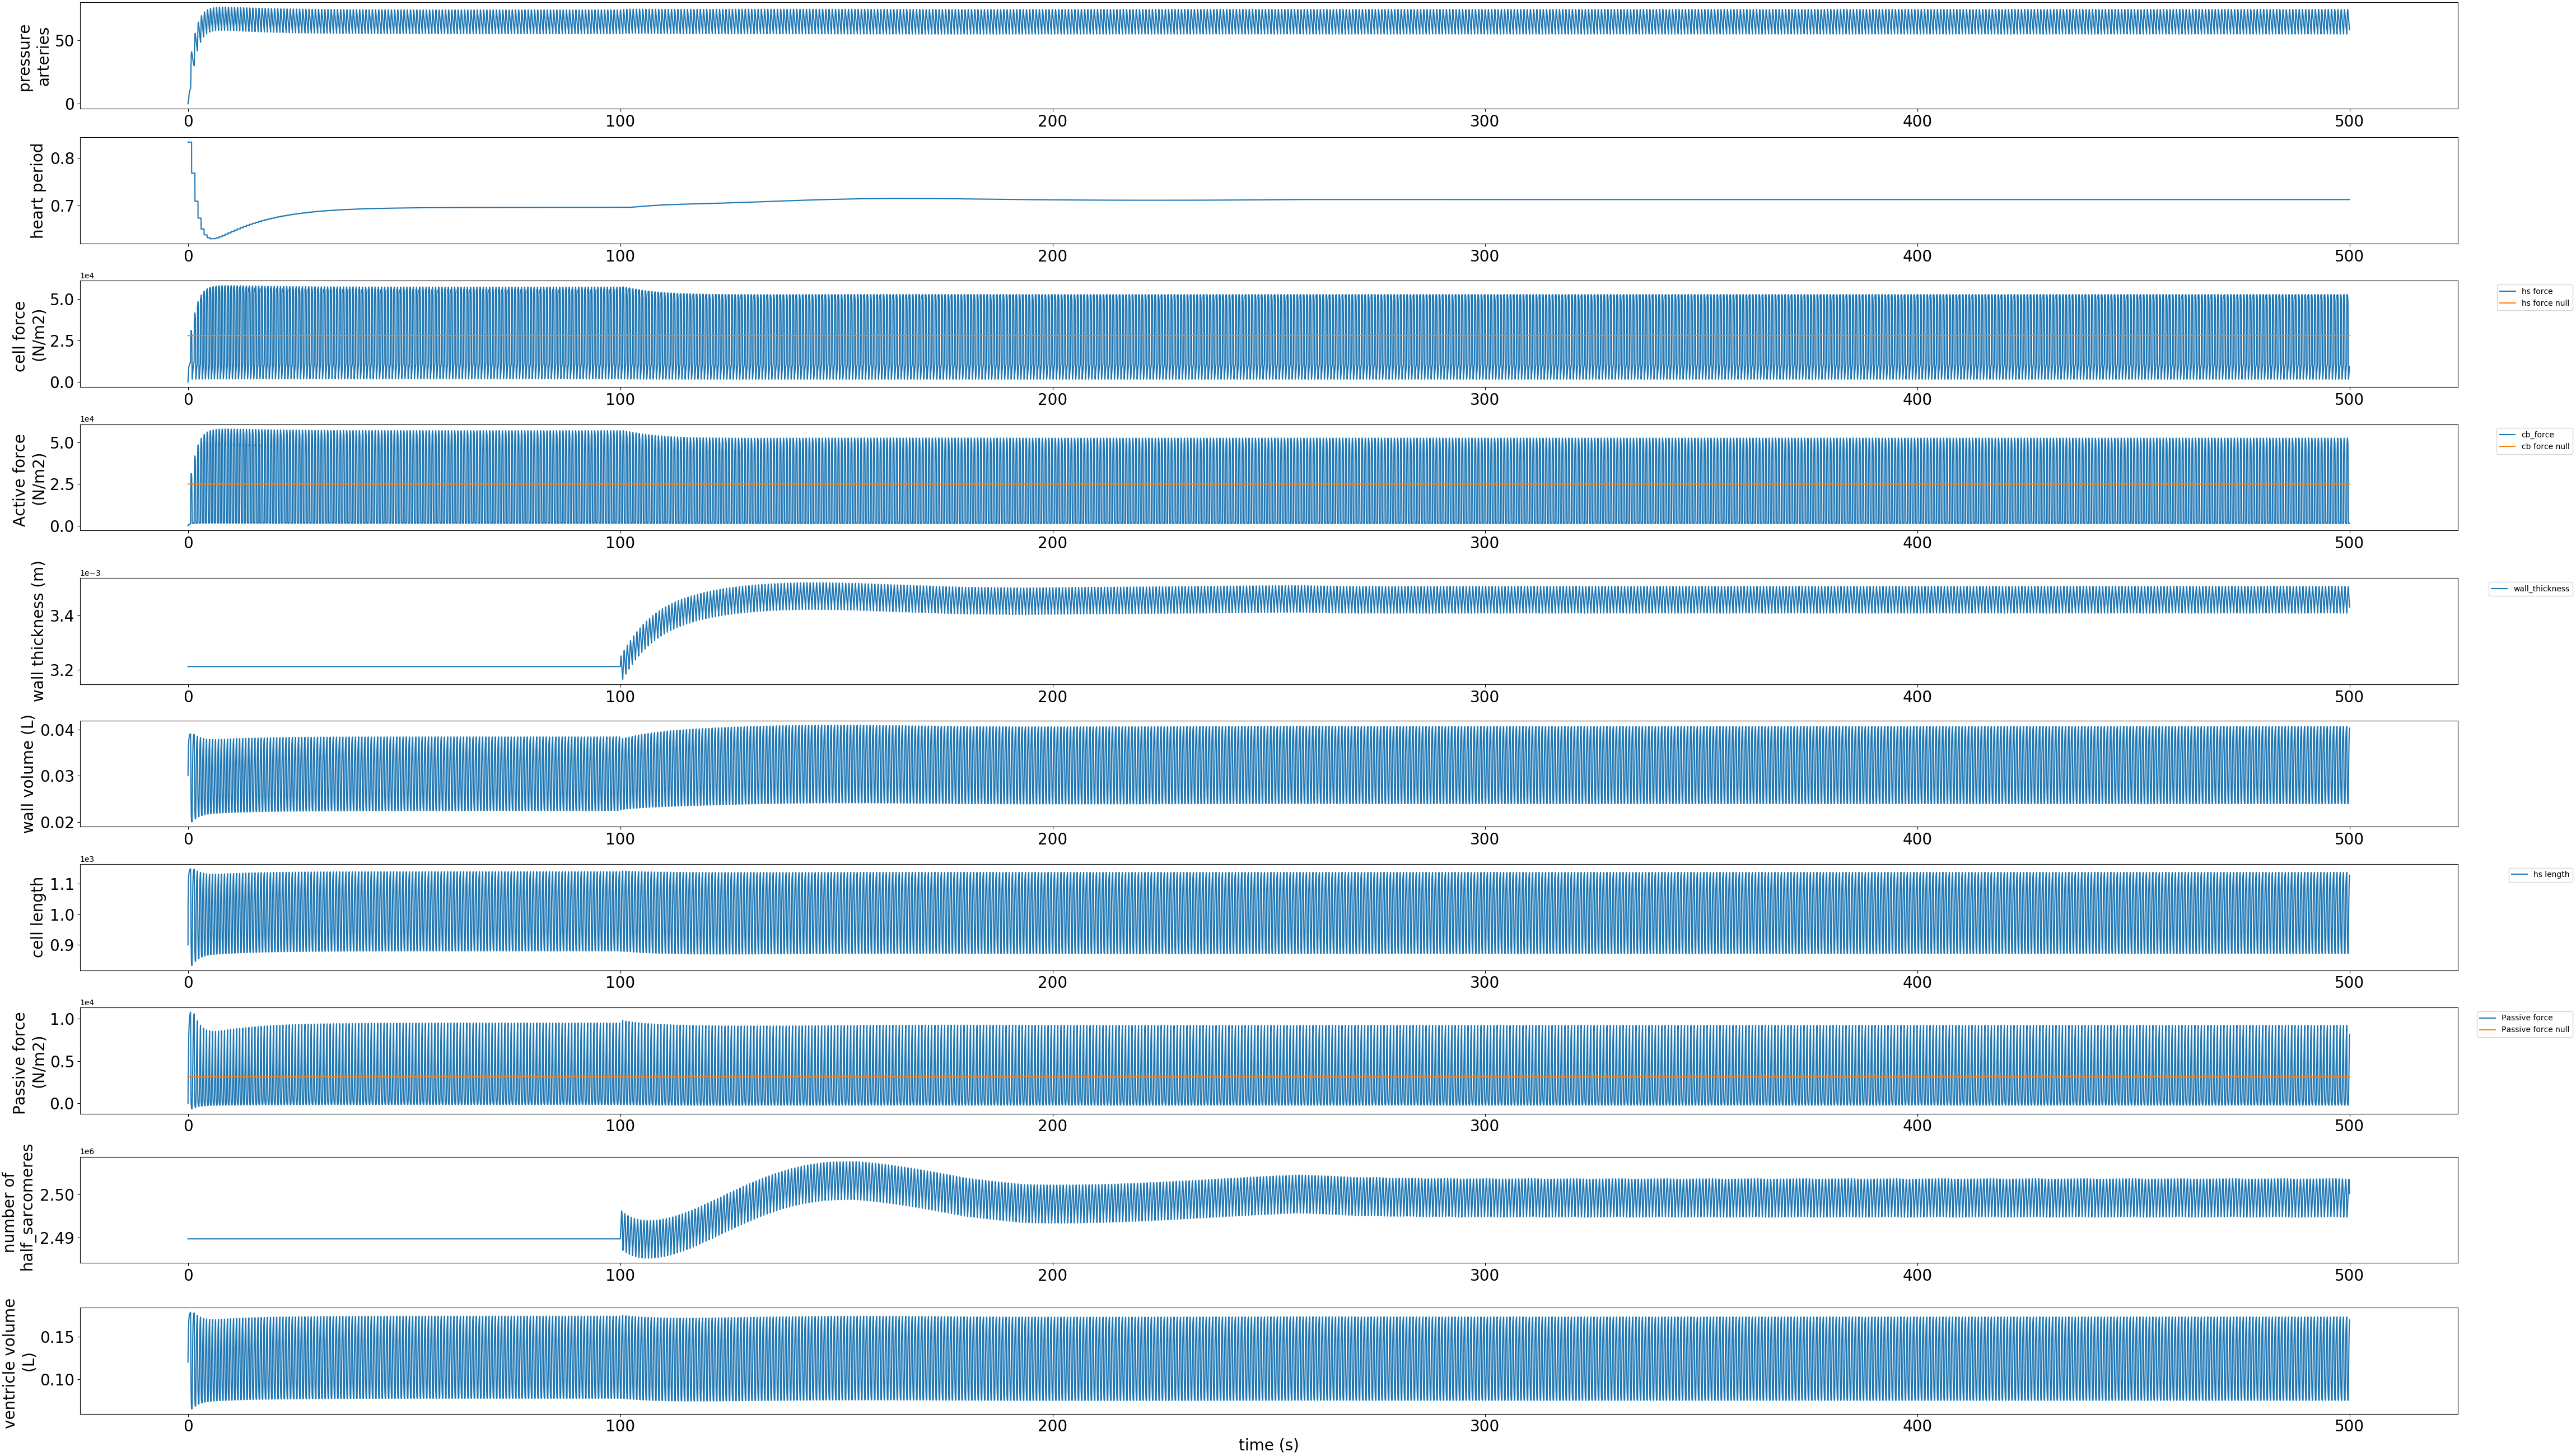 pressure
arteries
50
0
0 100 200 300 400 500
heart period
0.8
0.7
0 100 200 300 400 500
1e4
cell force
(N/m2)
5.0
2.5
0.0
0 100 200 300 400 500
hs force
hs force null
1e4
Active force
(N/m2)
5.0
2.5
0.0
0 100 200 300 400 500
cb_force
cb force null
1e−3
wall thickness (m)
3.4
3.2
0 100 200 300 400 500
wall_thickness
wall volume (L)
0.04
0.03
0.02
0 100 200 300 400 500
1e3
cell length
1.1
1.0
0.9
0 100 200 300 400 500
hs length
1e4
Passive force
(N/m2)
1.0
0.5
0.0
0 100 200 300 400 500
Passive force
Passive force null
1e6
number of
half_sarcomeres
2.50
2.49
0 100 200 300 400 500
ventricle volume
(L)
0.15
0.10
0 100 200 300 400 500
time (s)